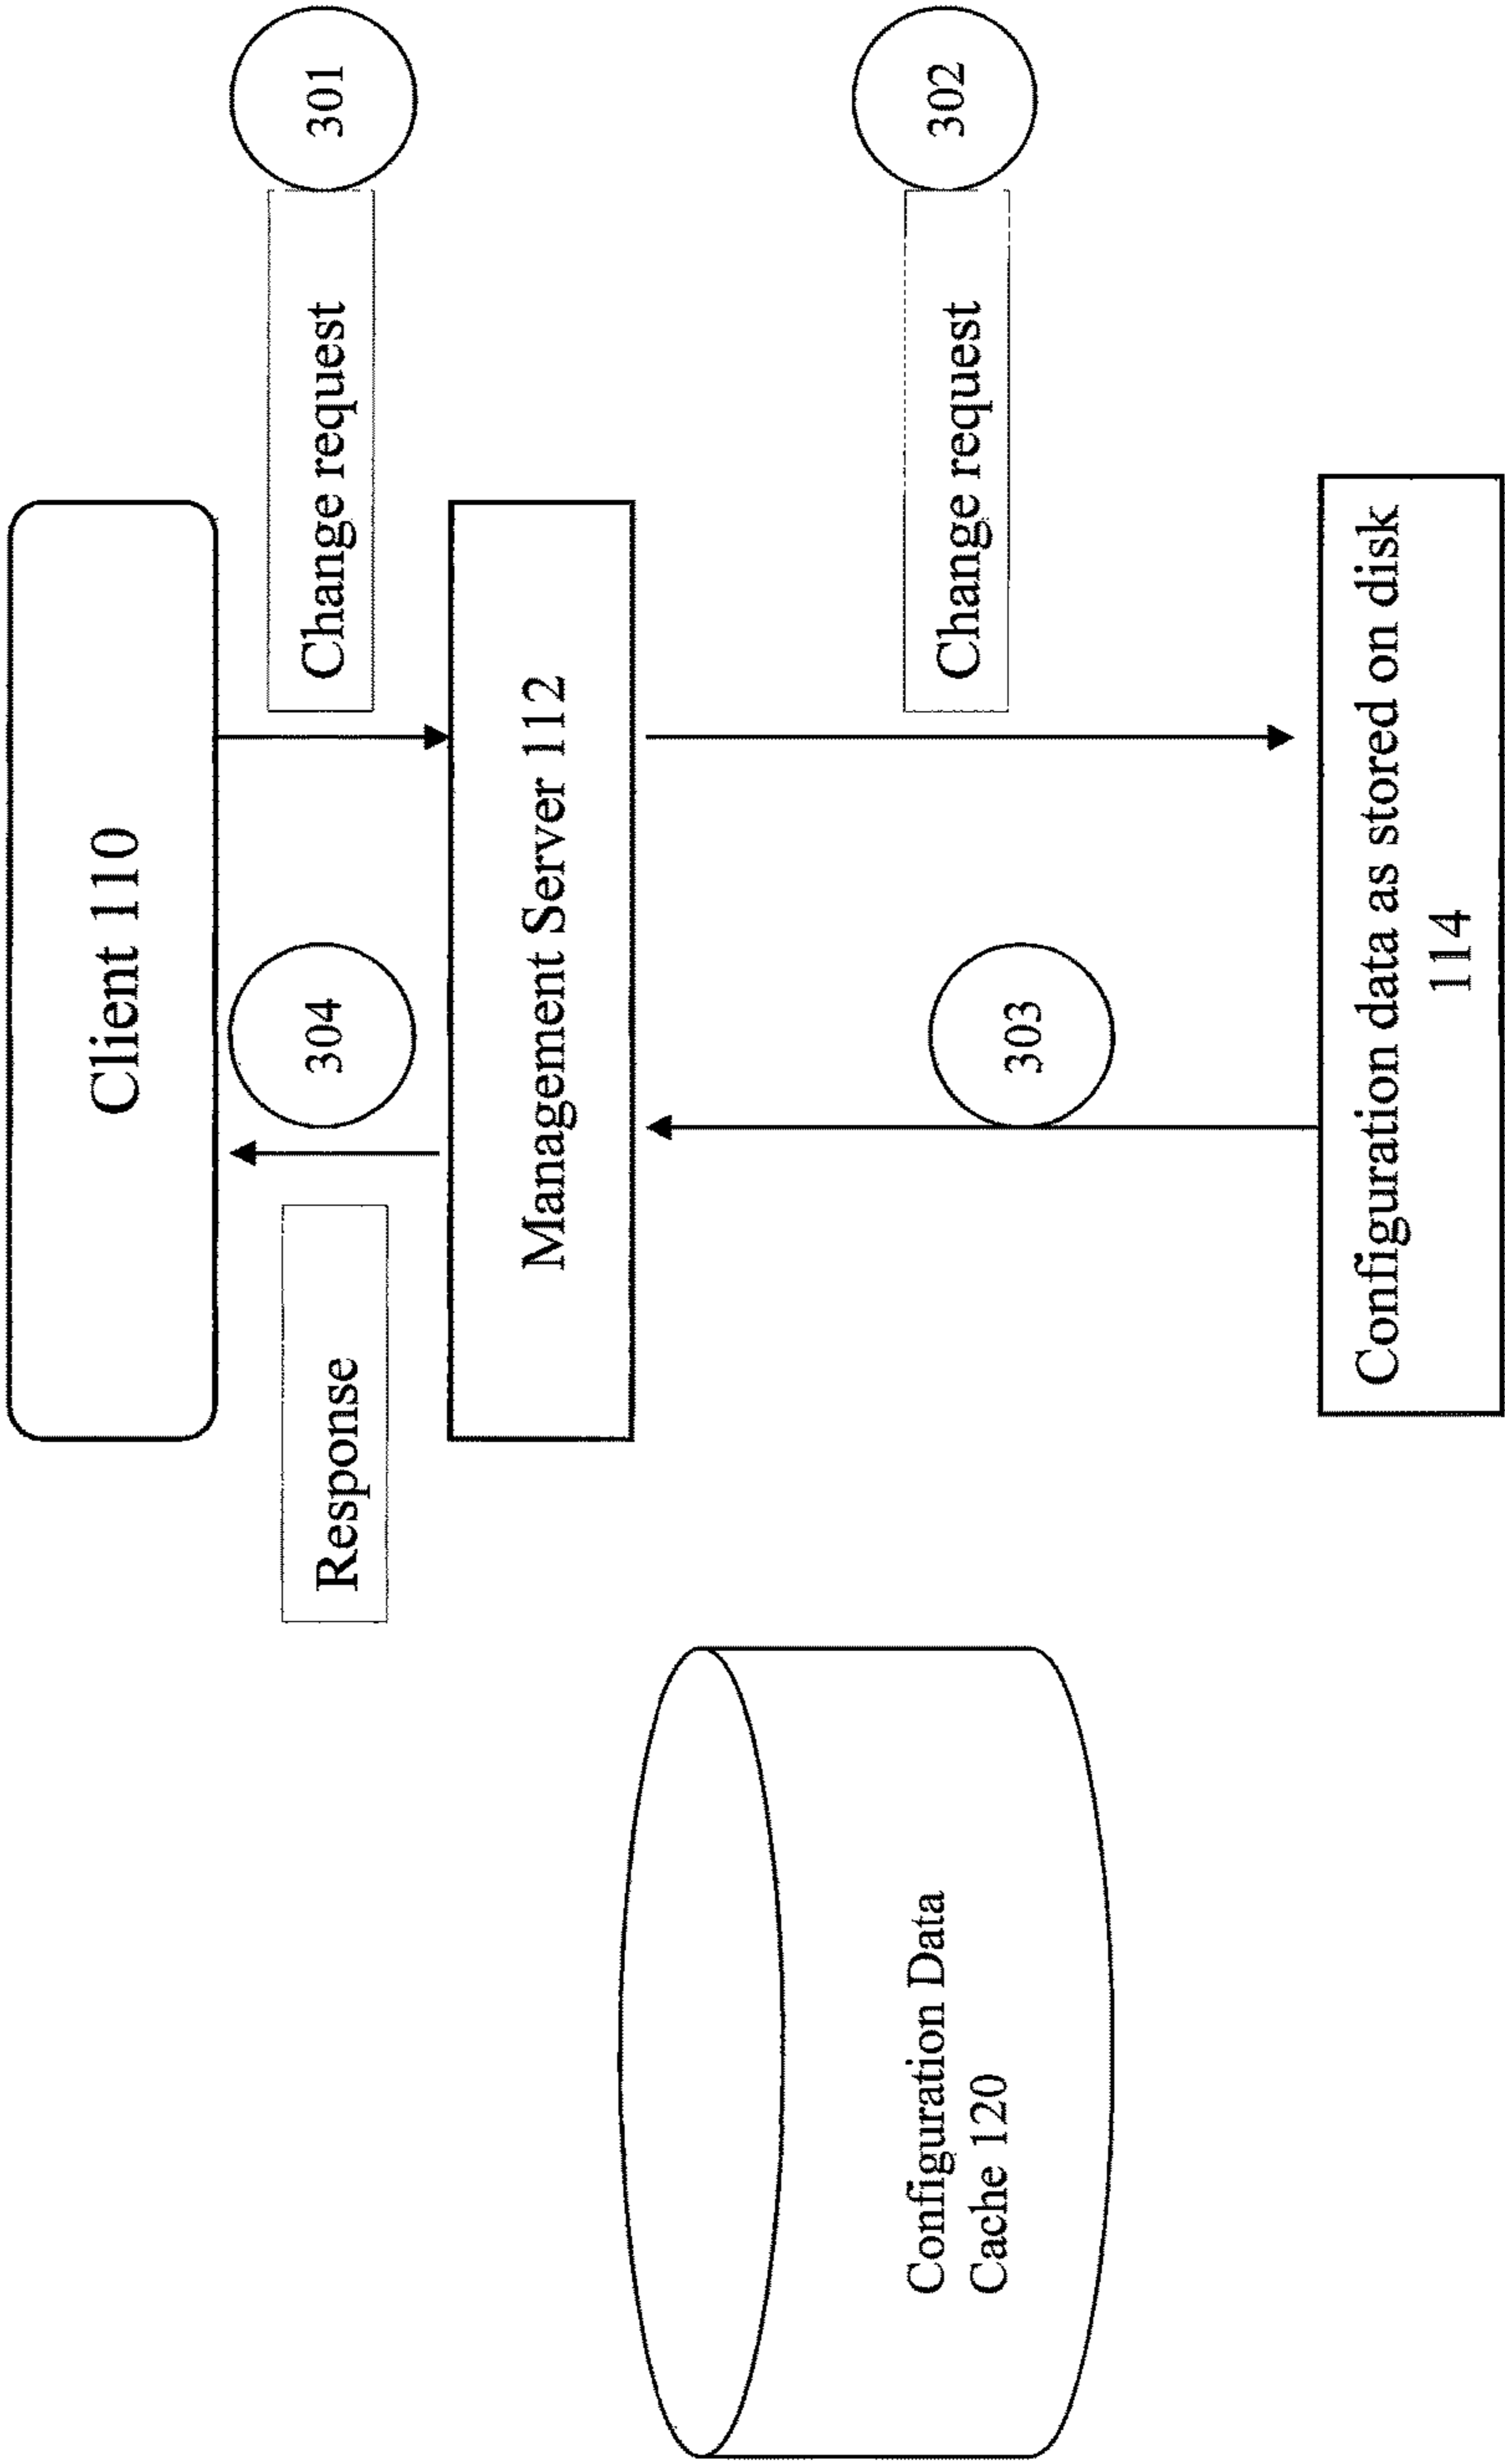 Client 110
Response
304
Change request
301
Management Server 112
Configuration Data
Cache 120
303
Change request
302
Configuration data as stored on disk
114